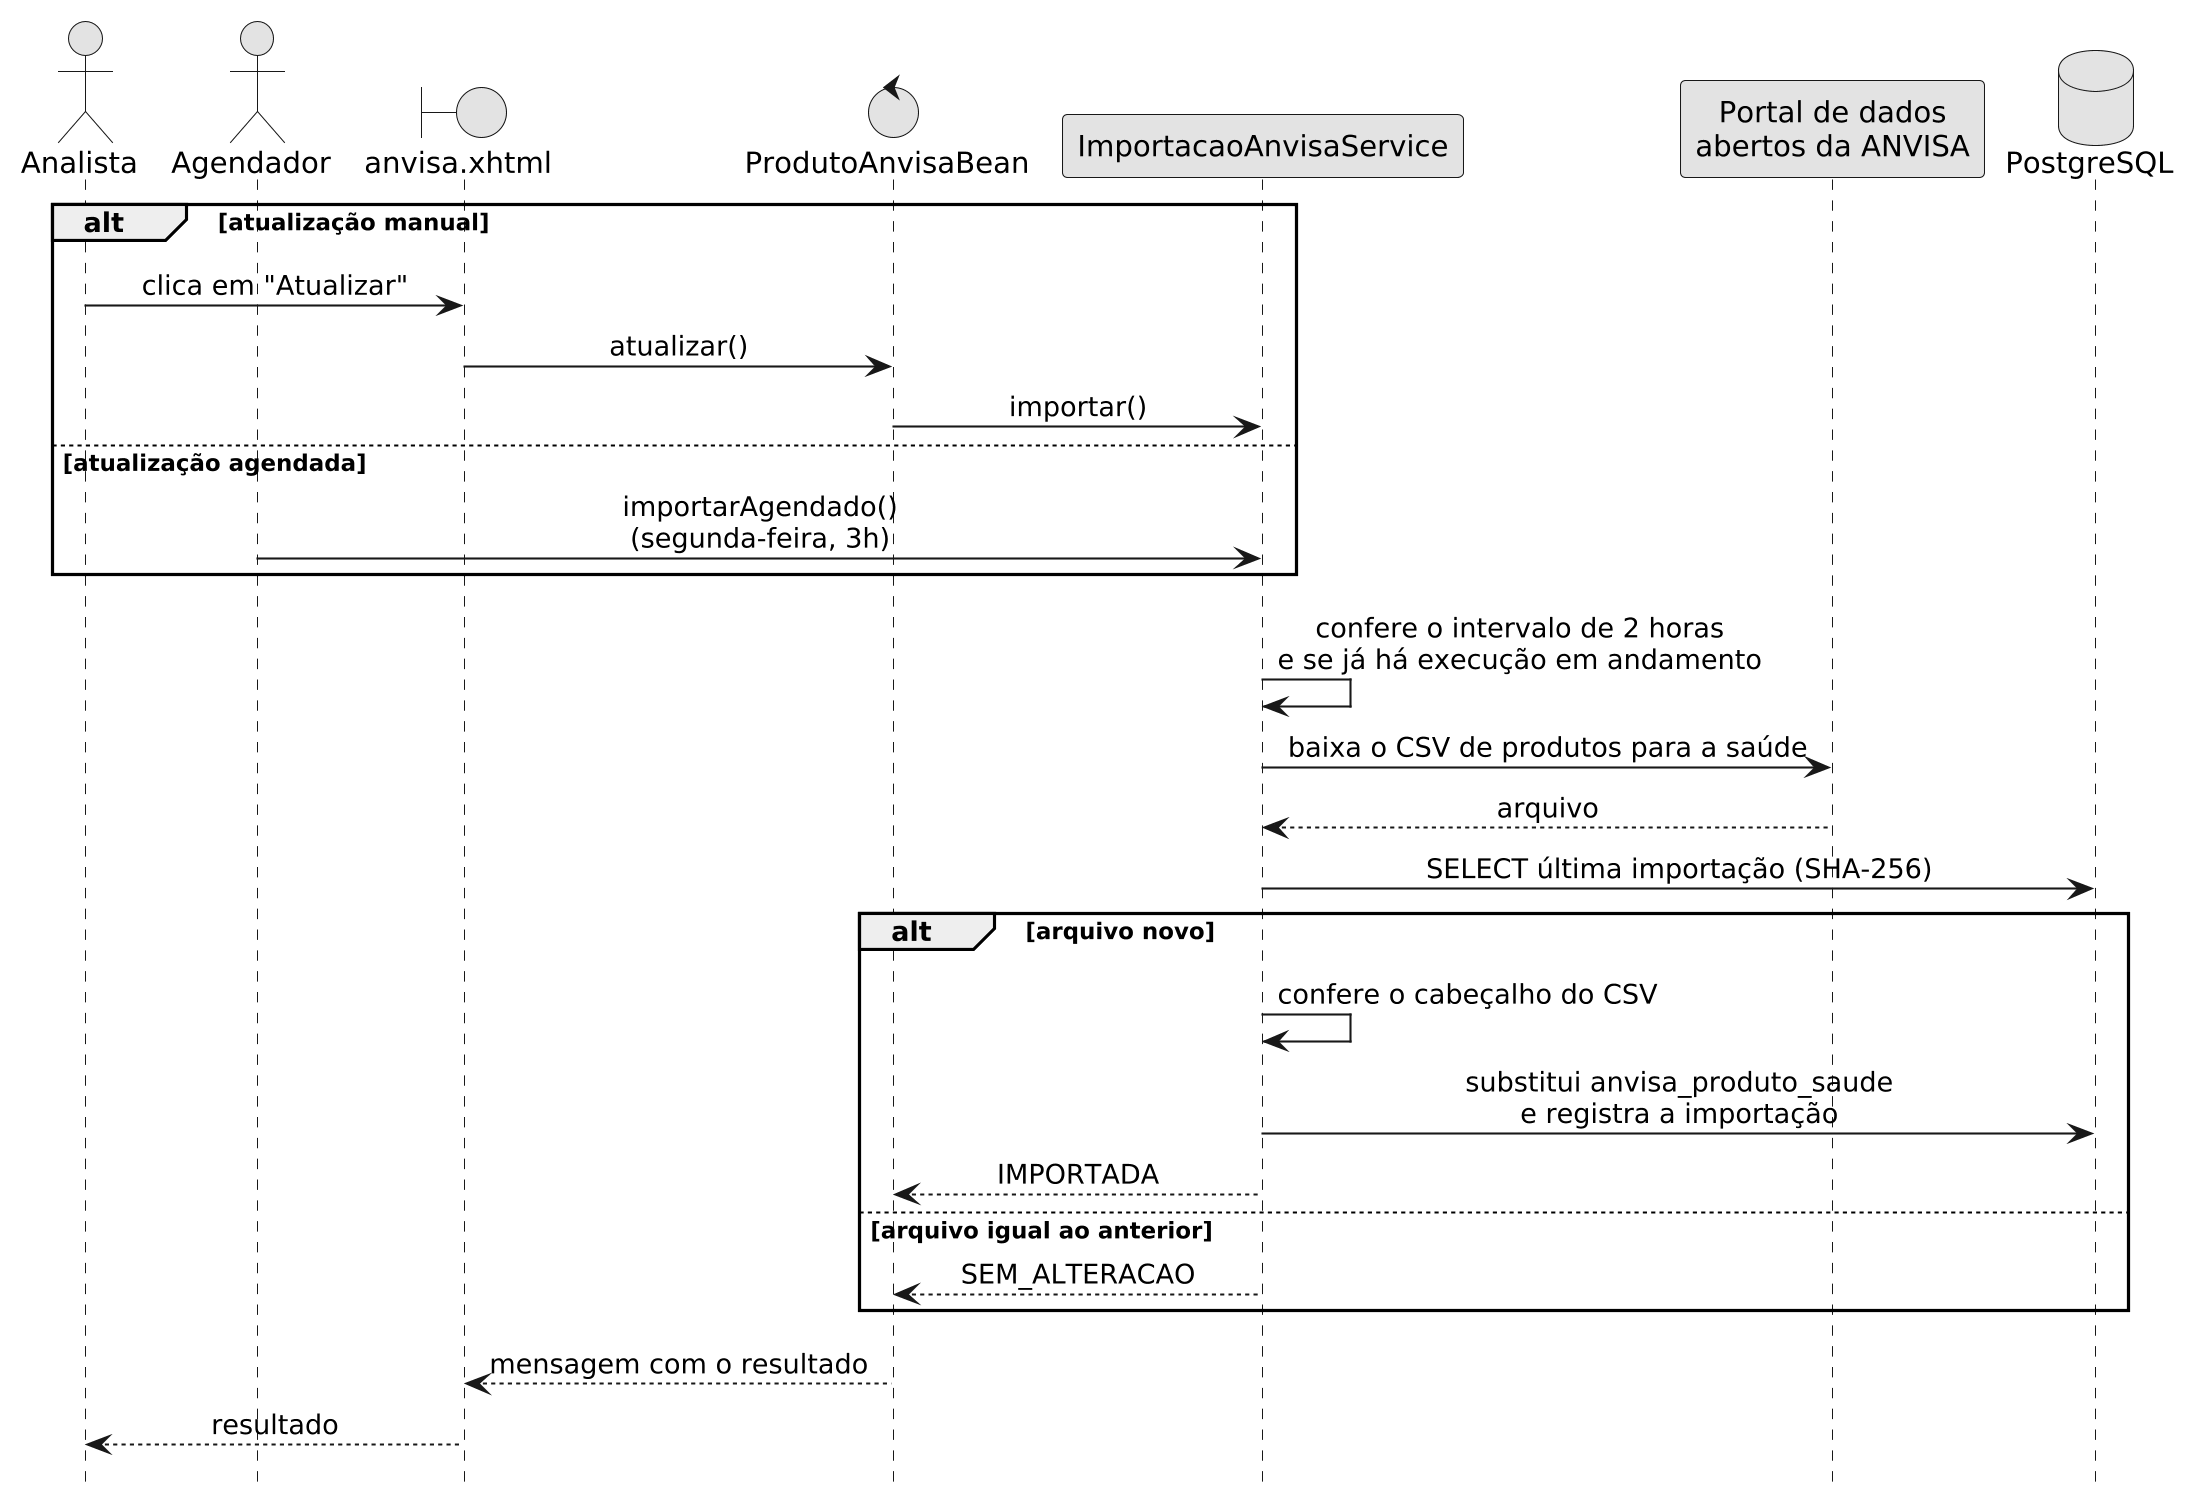 Analista
Agendador
anvisa.xhtml
ProdutoAnvisaBean
ImportacaoAnvisaService
Portal de dados
abertos da ANVISA
PostgreSQL
alt
[atualização manual]
clica em "Atualizar"
atualizar()
importar()
[atualização agendada]
importarAgendado()
(segunda-feira, 3h)
confere o intervalo de 2 horas
e se já há execução em andamento
baixa o CSV de produtos para a saúde
arquivo
SELECT última importação (SHA-256)
alt
[arquivo novo]
confere o cabeçalho do CSV
substitui anvisa_produto_saude
e registra a importação
IMPORTADA
[arquivo igual ao anterior]
SEM_ALTERACAO
mensagem com o resultado
resultado